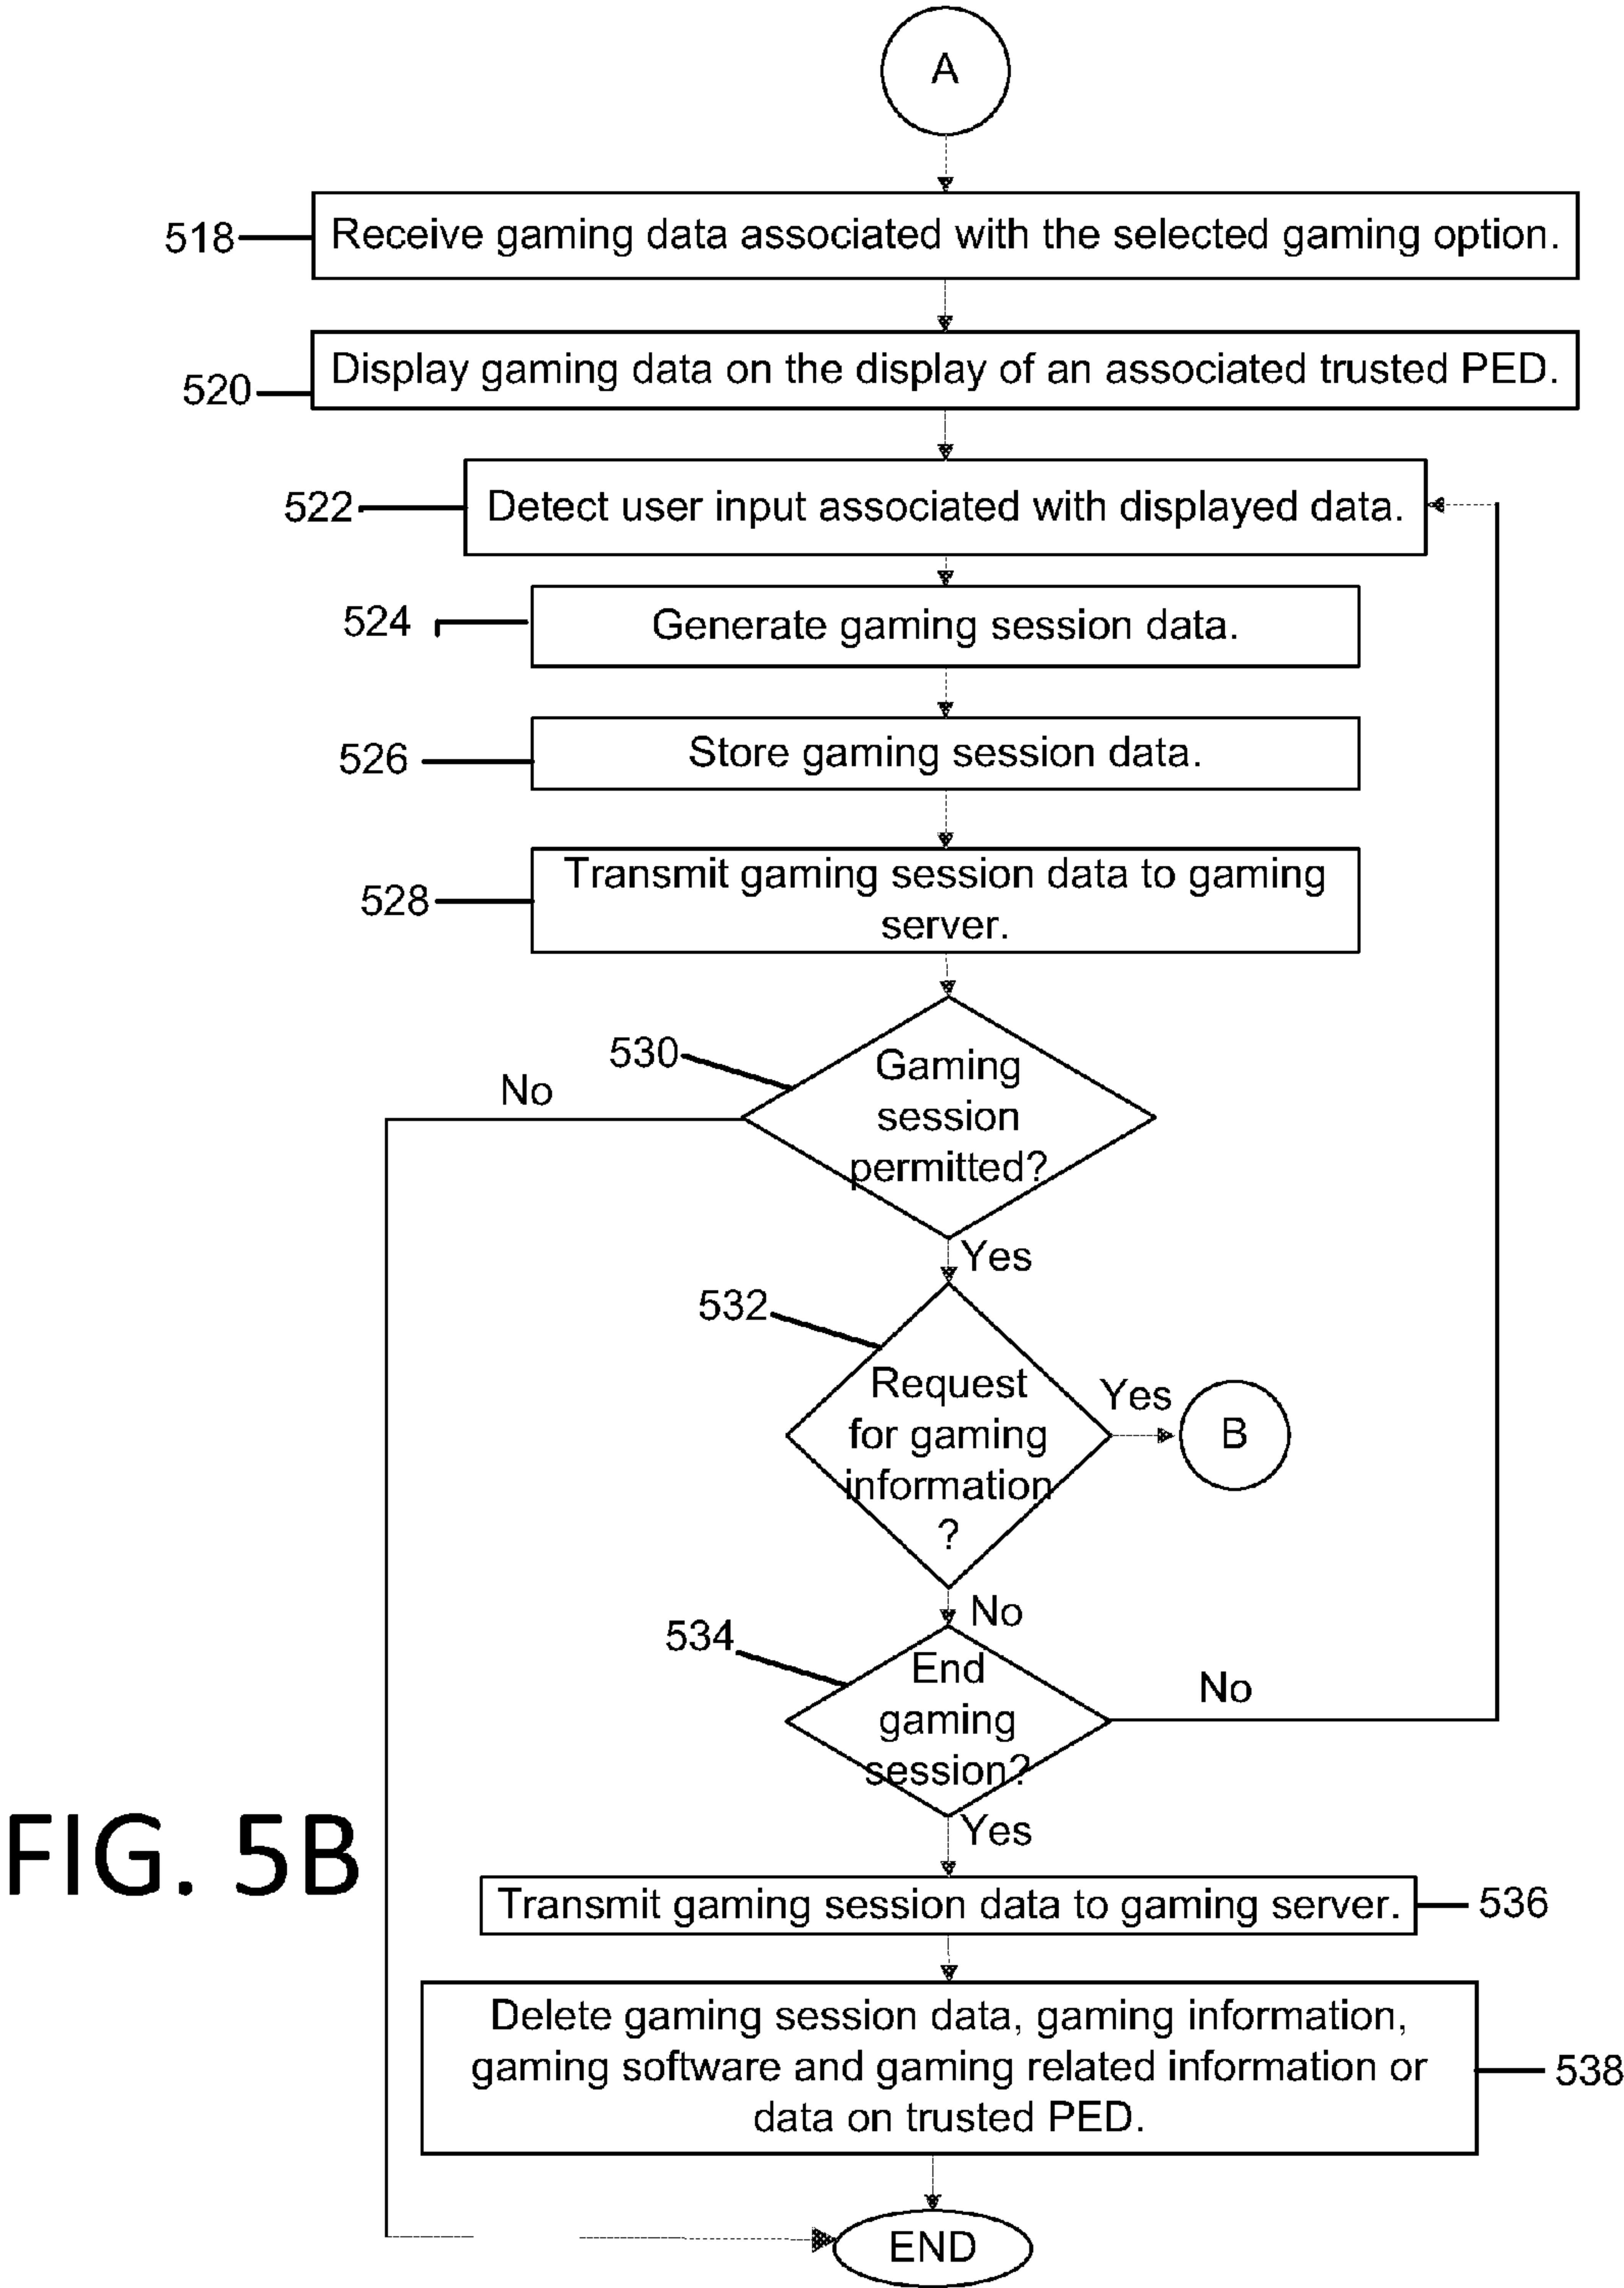 A
518
Receive gaming data associated with the selected gaming option.
520
Display gaming data on the display of an associated trusted PED.
522
Detect user input associated with displayed data.
524
Generate gaming session data.
526
Store gaming session data.
528
Transmit gaming session data to gaming
server.
530
Gaming
session
permitted?
No
Yes
532
Request
for gaming
information
?
Yes
B
No
534
End
gaming
session?
No
Yes
FIG. 5B
Transmit gaming session data to gaming server.
536
Delete gaming session data, gaming information,
gaming software and gaming related information or
data on trusted PED.
538
END